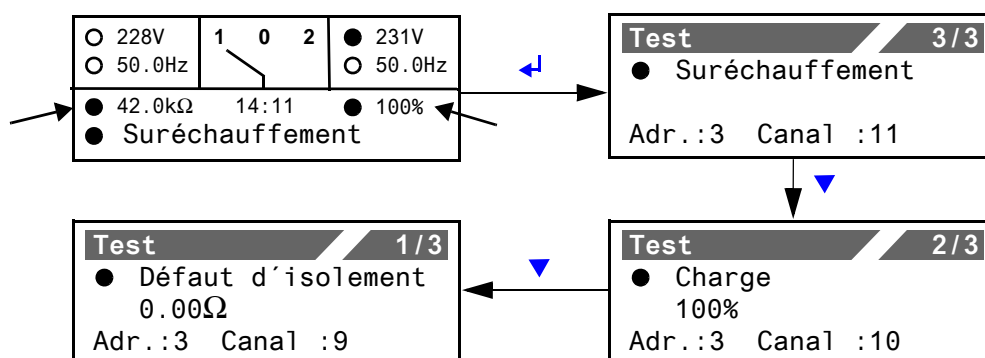 228V
50.0Hz
1 0 2
231V
50.0Hz
42.0kΩ 14:11 100%
Suréchauffement
Test 3/3
Suréchauffement
Adr.:3 Canal :11
Test 2/3
Charge
100%
Adr.:3 Canal :10
Test 1/3
Défaut d´isolement
0.00Ω
Adr.:3 Canal :9